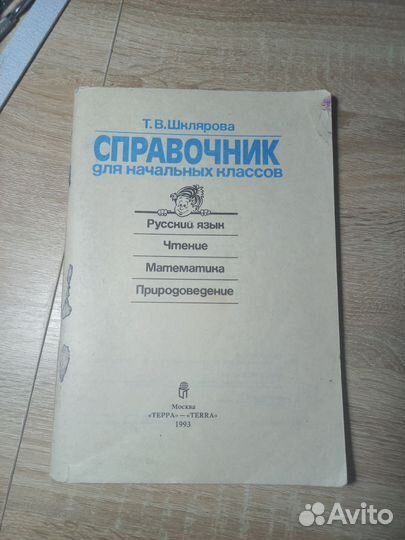 Т.В.Шклярова
СПРАВОЧНИК
для начальных классов
Русский язык
Чтение
Математика
Природоведение
Москва
«ТЕРРА» — «TERRA»
1993
Avito